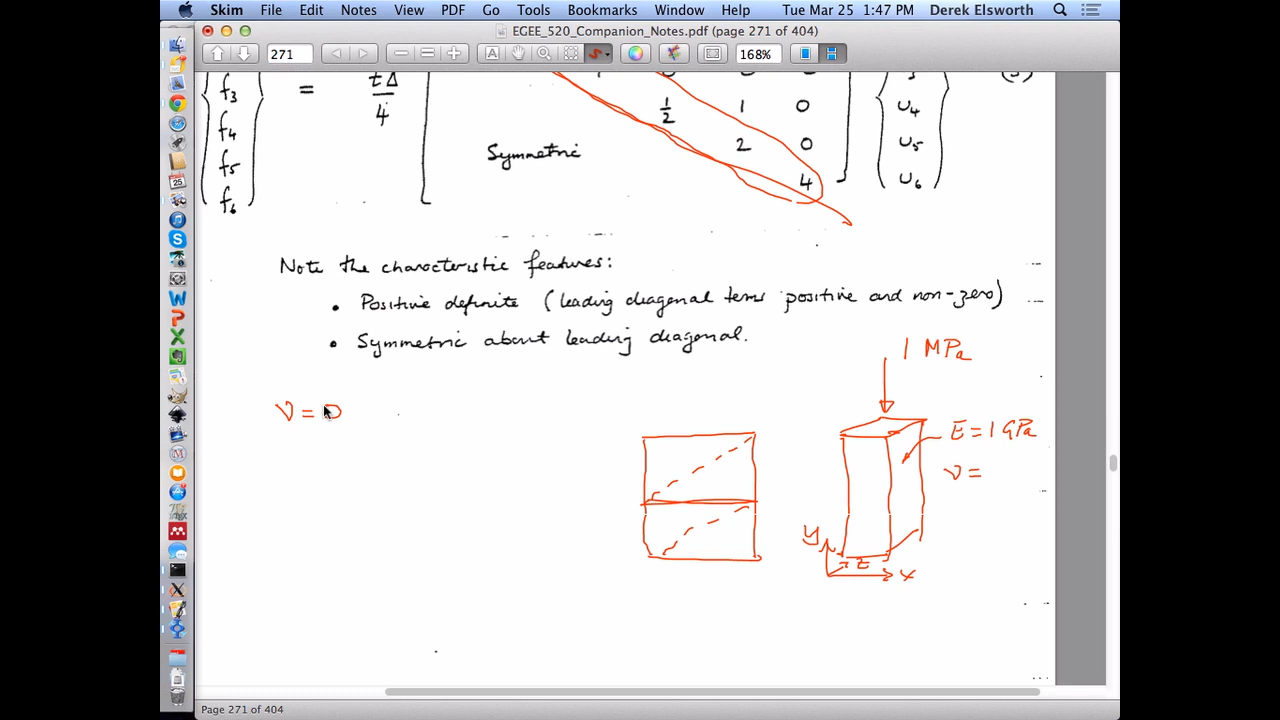 Skim File Edit View Notes PDF Go Tools Bookmarks Window Help Tue Mar 25 1:47 PM Derek Elsworth
EGEE_520_Companion_Notes.pdf (page 271 of 404)
271 168%
f3 = tΔ/4
f4 1/2 1 0 u4
f5 Symmetric 2 0 u5
f6 4 u6
Note the characteristic features:
• Positive definite (leading diagonal terms positive and non-zero)
• Symmetric about leading diagonal.
1 MPa
ν = 0
E = 1 GPa
ν =
y
z
x
Page 271 of 404